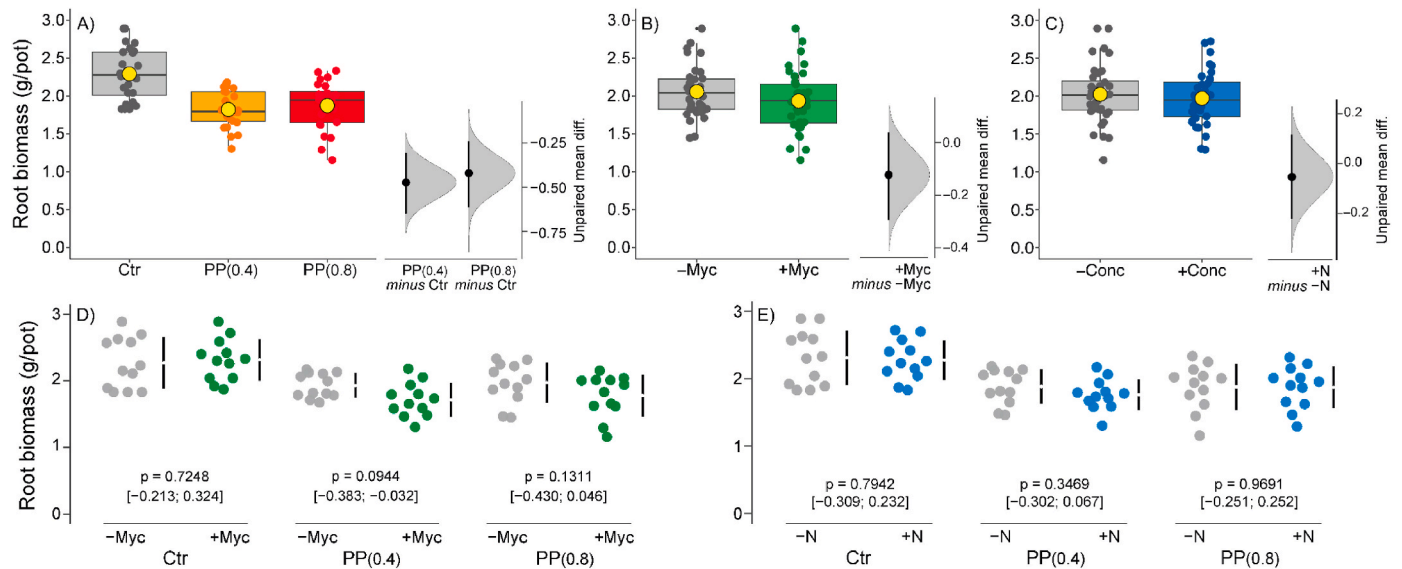 A)
Root biomass (g/pot)
3.0
2.5
2.0
1.5
1.0
0.5
0.0
Ctr
PP(0.4)
PP(0.8)
PP(0.4)
minus Ctr
PP(0.8)
minus Ctr
−0.25
−0.50
−0.75
Unpaired mean diff.
B)
3.0
2.5
2.0
1.5
1.0
0.5
0.0
−Myc
+Myc
+Myc
minus −Myc
0.0
−0.2
−0.4
Unpaired mean diff.
C)
3.0
2.5
2.0
1.5
1.0
0.5
0.0
−Conc
+Conc
+N
minus −N
0.2
0.0
−0.2
Unpaired mean diff.
D)
Root biomass (g/pot)
3
2
1
0
p = 0.7248
[−0.213; 0.324]
p = 0.0944
[−0.383; −0.032]
p = 0.1311
[−0.430; 0.046]
−Myc
+Myc
−Myc
+Myc
−Myc
+Myc
Ctr
PP(0.4)
PP(0.8)
E)
Root biomass (g/pot)
3
2
1
0
p = 0.7942
[−0.309; 0.232]
p = 0.3469
[−0.302; 0.067]
p = 0.9691
[−0.251; 0.252]
−N
+N
−N
+N
−N
+N
Ctr
PP(0.4)
PP(0.8)